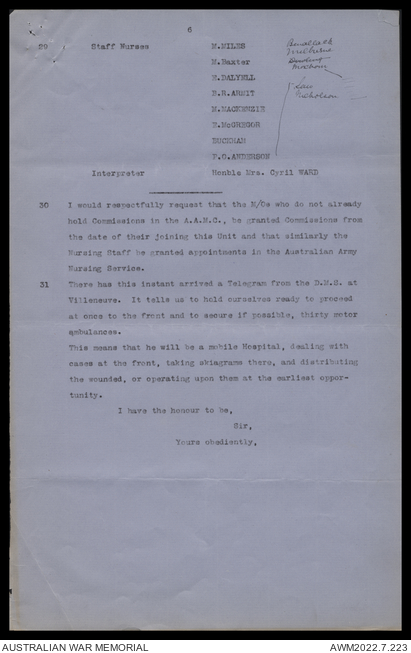 6
29 Staff Nurses M.MILES
M.Baxter
E.DALYELL
B.R.ARMIT
M.MACKENZIE
E.McGREGOR
BUCKHAM
P.C.ANDERSON
Interpreter Honble Mrs. Cyril WARD
Nicholson
30 I would respectfully request that the M/Os who do not already
hold Commissions in the A.A.M.C., be granted Commissions from
the date of their joining this Unit and that similarly the
Nursing Staff be granted appointments in the Australian Army
Nursing Service.
31 There has this instant arrived a Telegram from the D.M.S. at
Villeneuve. It tells us to hold ourselves ready to proceed
at once to the front and to secure if possible, thirty motor
ambulances.
This means that he will be a mobile Hospital, dealing with
cases at the front, taking skiagrams there, and distributing
the wounded, or operating upon them at the earliest oppor-
tunity.
I have the honour to be,
Sir,
Yours obediently,
AUSTRALIAN WAR MEMORIAL AWM2022.7.223